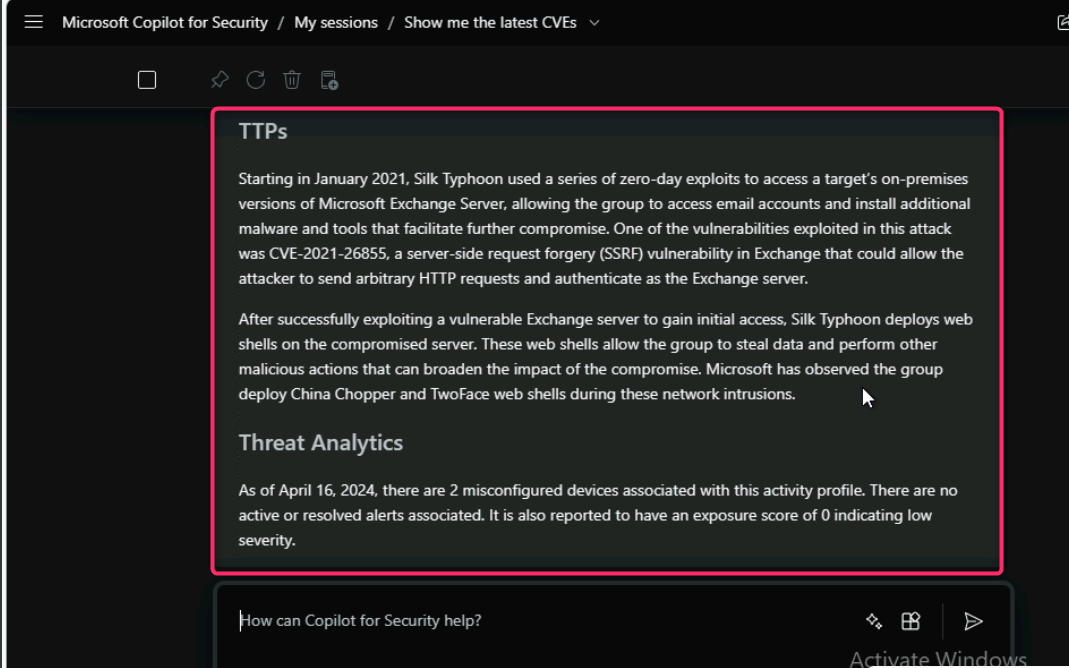 Microsoft Copilot for Security / My sessions / Show me the latest CVEs
TTPs
Starting in January 2021, Silk Typhoon used a series of zero-day exploits to access a target's on-premises
versions of Microsoft Exchange Server, allowing the group to access email accounts and install additional
malware and tools that facilitate further compromise. One of the vulnerabilities exploited in this attack
was CVE-2021-26855, a server-side request forgery (SSRF) vulnerability in Exchange that could allow the
attacker to send arbitrary HTTP requests and authenticate as the Exchange server.
After successfully exploiting a vulnerable Exchange server to gain initial access, Silk Typhoon deploys web
shells on the compromised server. These web shells allow the group to steal data and perform other
malicious actions that can broaden the impact of the compromise. Microsoft has observed the group
deploy China Chopper and TwoFace web shells during these network intrusions.
Threat Analytics
As of April 16, 2024, there are 2 misconfigured devices associated with this activity profile. There are no
active or resolved alerts associated. It is also reported to have an exposure score of 0 indicating low
severity.
How can Copilot for Security help?
Activate Windows